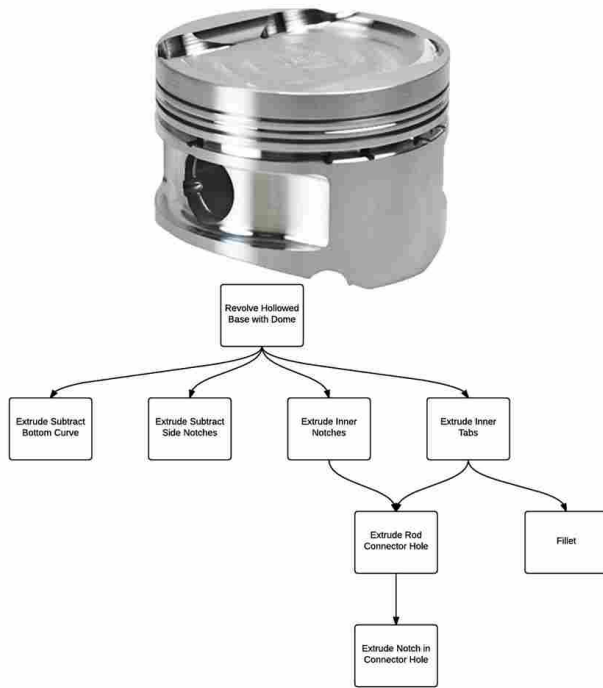 Revolve Hollowed
Base with Dome
Extrude Subtract
Bottom Curve
Extrude Subtract
Side Notches
Extrude Inner
Notches
Extrude Inner
Tabs
Extrude Rod
Connector Hole
Fillet
Extrude Notch in
Connector Hole